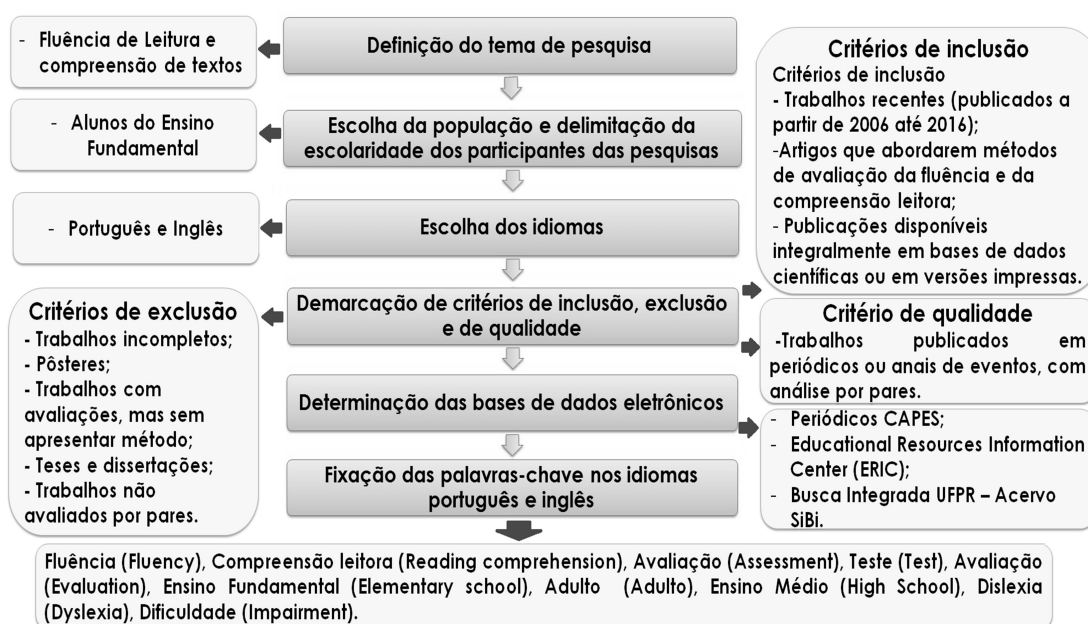 - Fluência de Leitura e
compreensão de textos
Definição do tema de pesquisa
- Alunos do Ensino
Fundamental
Escolha da população e delimitação da
escolaridade dos participantes das pesquisas
- Português e Inglês
Escolha dos idiomas
Critérios de inclusão
Critérios de inclusão
- Trabalhos recentes (publicados a
partir de 2006 até 2016);
-Artigos que abordarem métodos
de avaliação da fluência e da
compreensão leitora;
- Publicações disponíveis
integralmente em bases de dados
científicas ou em versões impressas.
Critérios de exclusão
- Trabalhos incompletos;
- Pôsteres;
- Trabalhos com
avaliações, mas sem
apresentar método;
- Teses e dissertações;
- Trabalhos não
avaliados por pares.
Demarcação de critérios de inclusão, exclusão
e de qualidade
Critério de qualidade
-Trabalhos publicados em
periódicos ou anais de eventos, com
análise por pares.
Determinação das bases de dados eletrônicos
- Periódicos CAPES;
- Educational Resources Information
Center (ERIC);
- Busca Integrada UFPR – Acervo
SiBi.
Fixação das palavras-chave nos idiomas
português e inglês
Fluência (Fluency), Compreensão leitora (Reading comprehension), Avaliação (Assessment), Teste (Test), Avaliação
(Evaluation), Ensino Fundamental (Elementary school), Adulto (Adulto), Ensino Médio (High School), Dislexia
(Dyslexia), Dificuldade (Impairment).